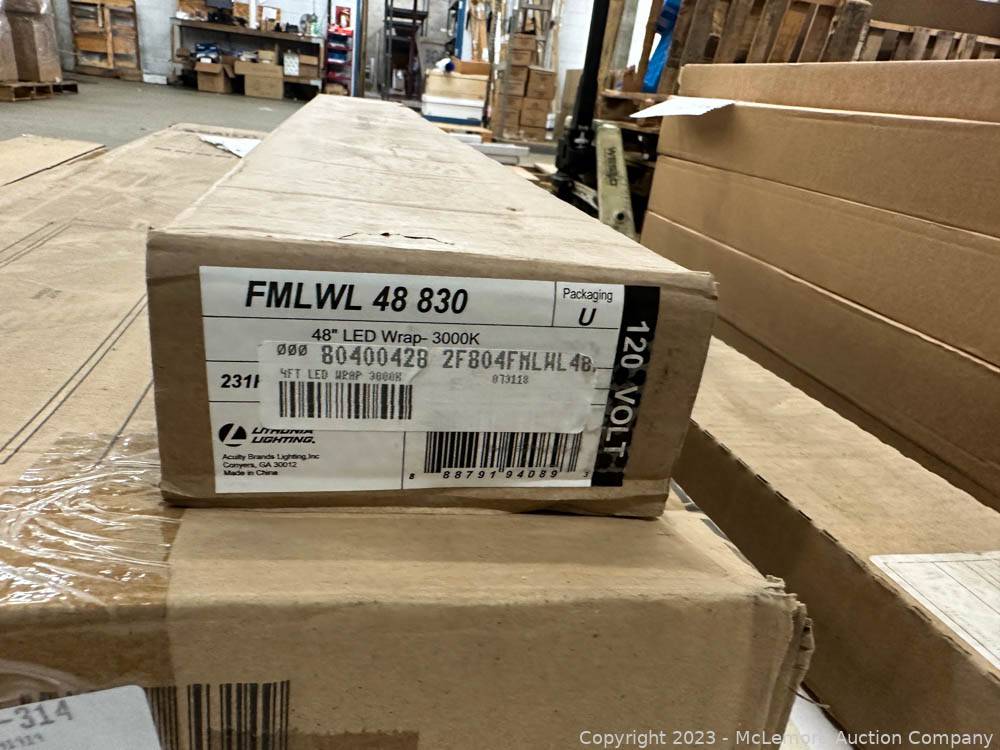 FMLWL 48 830
Packaging
U
48" LED Wrap- 3000K
120 VOLT
000 80400428 2F804FMLWL48,
4FT LED WRAP 3000K 073118
LITHONIA
LIGHTING.
Acuity Brands Lighting,Inc
Conyers, GA 30012
Made in China
8 88791 94089 3
-314
Copyright 2023 - McLemore Auction Company